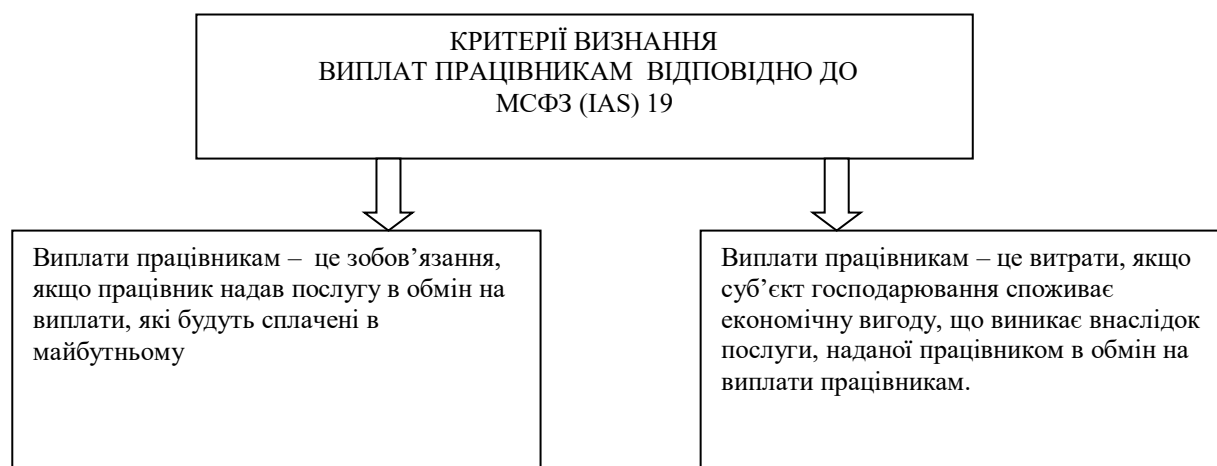 КРИТЕРІЇ ВИЗНАННЯ
ВИПЛАТ ПРАЦІВНИКАМ ВІДПОВІДНО ДО
МСФЗ (IAS) 19
Виплати працівникам – це зобов’язання,
якщо працівник надав послугу в обмін на
виплати, які будуть сплачені в
майбутньому
Виплати працівникам – це витрати, якщо
суб’єкт господарювання споживає
економічну вигоду, що виникає внаслідок
послуги, наданої працівником в обмін на
виплати працівникам.